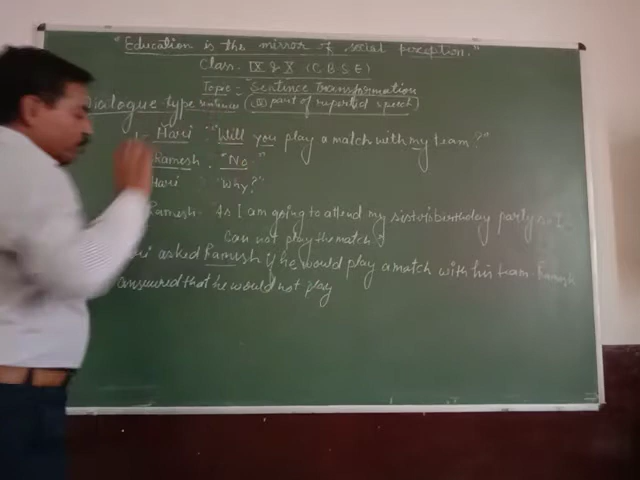 "Education is the mirror of social perception."
Class. IX & X (C.B.S.E)
Topic: Sentence Transformation
Dialogue type sentences (As part of reported speech)
1- Hari : "Will you play a match with my team?"
Ramesh : "No."
Hari "Why?"
Ramesh- As I am going to attend my sister's birthday party so I
Can not play the match.
asked Ramesh if he would play a match with his team. Ramesh
answered that he would not play